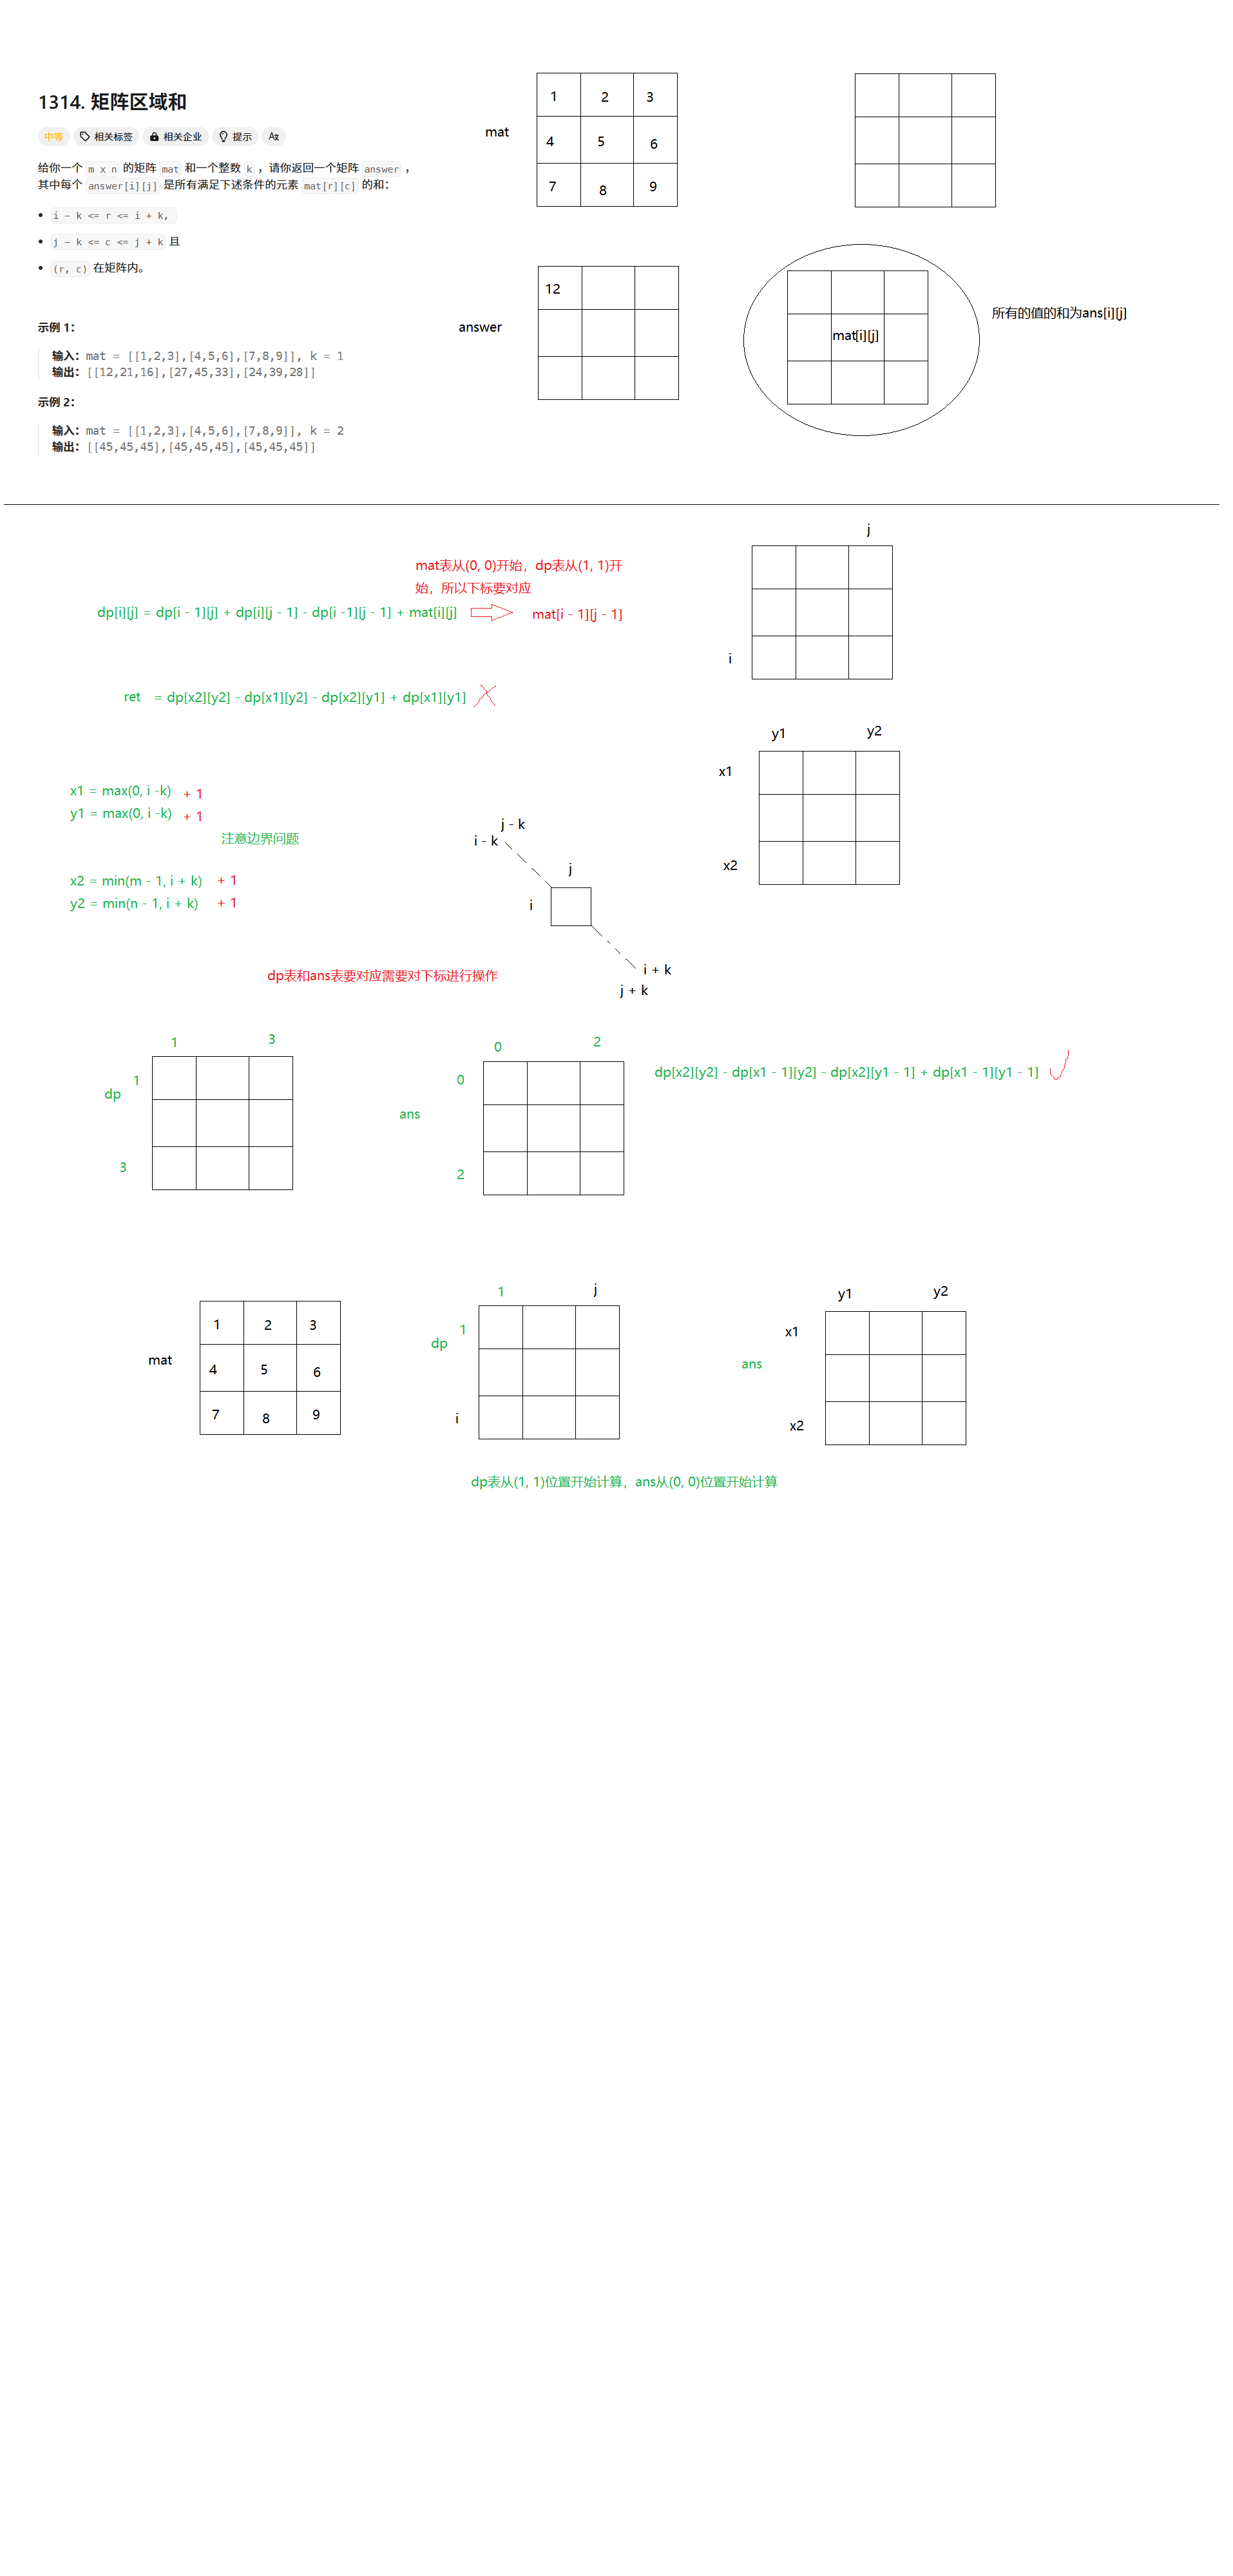 1314. 矩阵区域和
中等 相关标签 相关企业 提示
给你一个 m x n 的矩阵 mat 和一个整数 k ，请你返回一个矩阵 answer ，
其中每个 answer[i][j] 是所有满足下述条件的元素 mat[r][c] 的和：
i - k <= r <= i + k,
j - k <= c <= j + k 且
(r, c) 在矩阵内。
示例 1：
输入：mat = [[1,2,3],[4,5,6],[7,8,9]], k = 1
输出：[[12,21,16],[27,45,33],[24,39,28]]
示例 2：
输入：mat = [[1,2,3],[4,5,6],[7,8,9]], k = 2
输出：[[45,45,45],[45,45,45],[45,45,45]]
mat
1 2 3
4 5 6
7 8 9
answer
12
mat[i][j]
所有的值的和为ans[i][j]
j
i
mat表从(0, 0)开始，dp表从(1, 1)开
始，所以下标要对应
dp[i][j] = dp[i - 1][j] + dp[i][j - 1] - dp[i -1][j - 1] + mat[i][j]
mat[i - 1][j - 1]
ret = dp[x2][y2] - dp[x1][y2] - dp[x2][y1] + dp[x1][y1]
y1 y2
x1
x2
x1 = max(0, i -k) + 1
y1 = max(0, i -k) + 1
注意边界问题
x2 = min(m - 1, i + k) + 1
y2 = min(n - 1, i + k) + 1
j - k
i - k
j
i
i + k
j + k
dp表和ans表要对应需要对下标进行操作
1 3
1
dp
3
0 2
0
ans
2
dp[x2][y2] - dp[x1 - 1][y2] - dp[x2][y1 - 1] + dp[x1 - 1][y1 - 1]
mat
1 2 3
4 5 6
7 8 9
1 j
1
dp
i
y1 y2
x1
ans
x2
dp表从(1, 1)位置开始计算，ans从(0, 0)位置开始计算